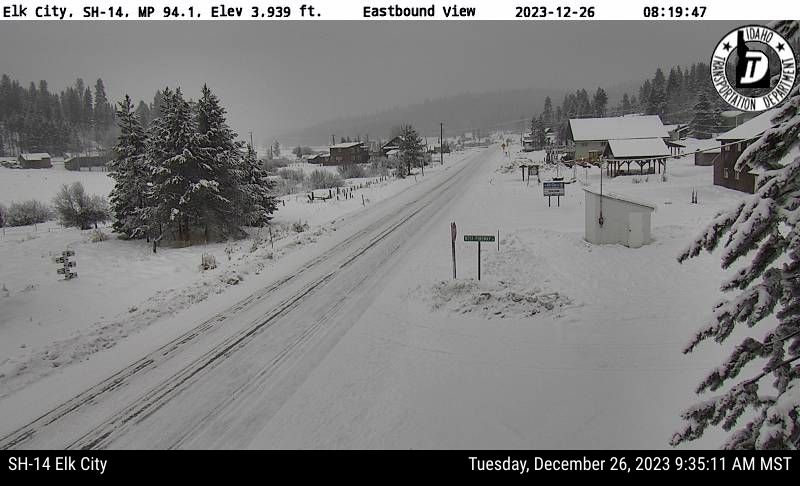 Elk City, SH-14, MP 94.1, Elev 3,939 ft. Eastbound View 2023-12-26 08:19:47
IDAHO
TRANSPORTATION DEPARTMENT
SH-14 Elk City Tuesday, December 26, 2023 9:35:11 AM MST